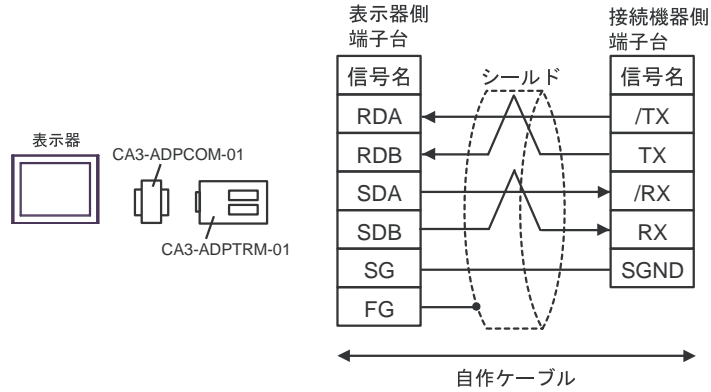 表示器
CA3-ADPCOM-01
CA3-ADPTRM-01
表示器側
端子台
接続機器側
端子台
信号名
シールド
信号名
RDA
/TX
RDB
TX
SDA
/RX
SDB
RX
SG
SGND
FG
自作ケーブル